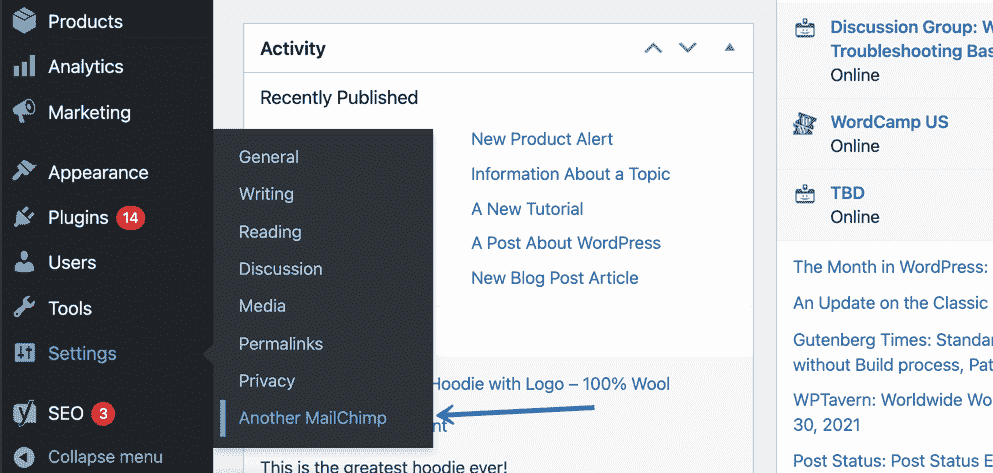 Products
Analytics
Marketing
Appearance
Plugins 14
Users
Tools
Settings
SEO 3
Collapse menu
General
Writing
Reading
Discussion
Media
Permalinks
Privacy
Another MailChimp
Activity
Recently Published
New Product Alert
Information About a Topic
A New Tutorial
A Post About WordPress
New Blog Post Article
Hoodie with Logo – 100% Wool
nt
This is the greatest hoodie ever!
Discussion Group: W
Troubleshooting Bas
Online
WordCamp US
Online
TBD
Online
The Month in WordPress:
An Update on the Classic
Gutenberg Times: Standar
without Build process, Pat
WPTavern: Worldwide Wo
30, 2021
Post Status: Post Status E